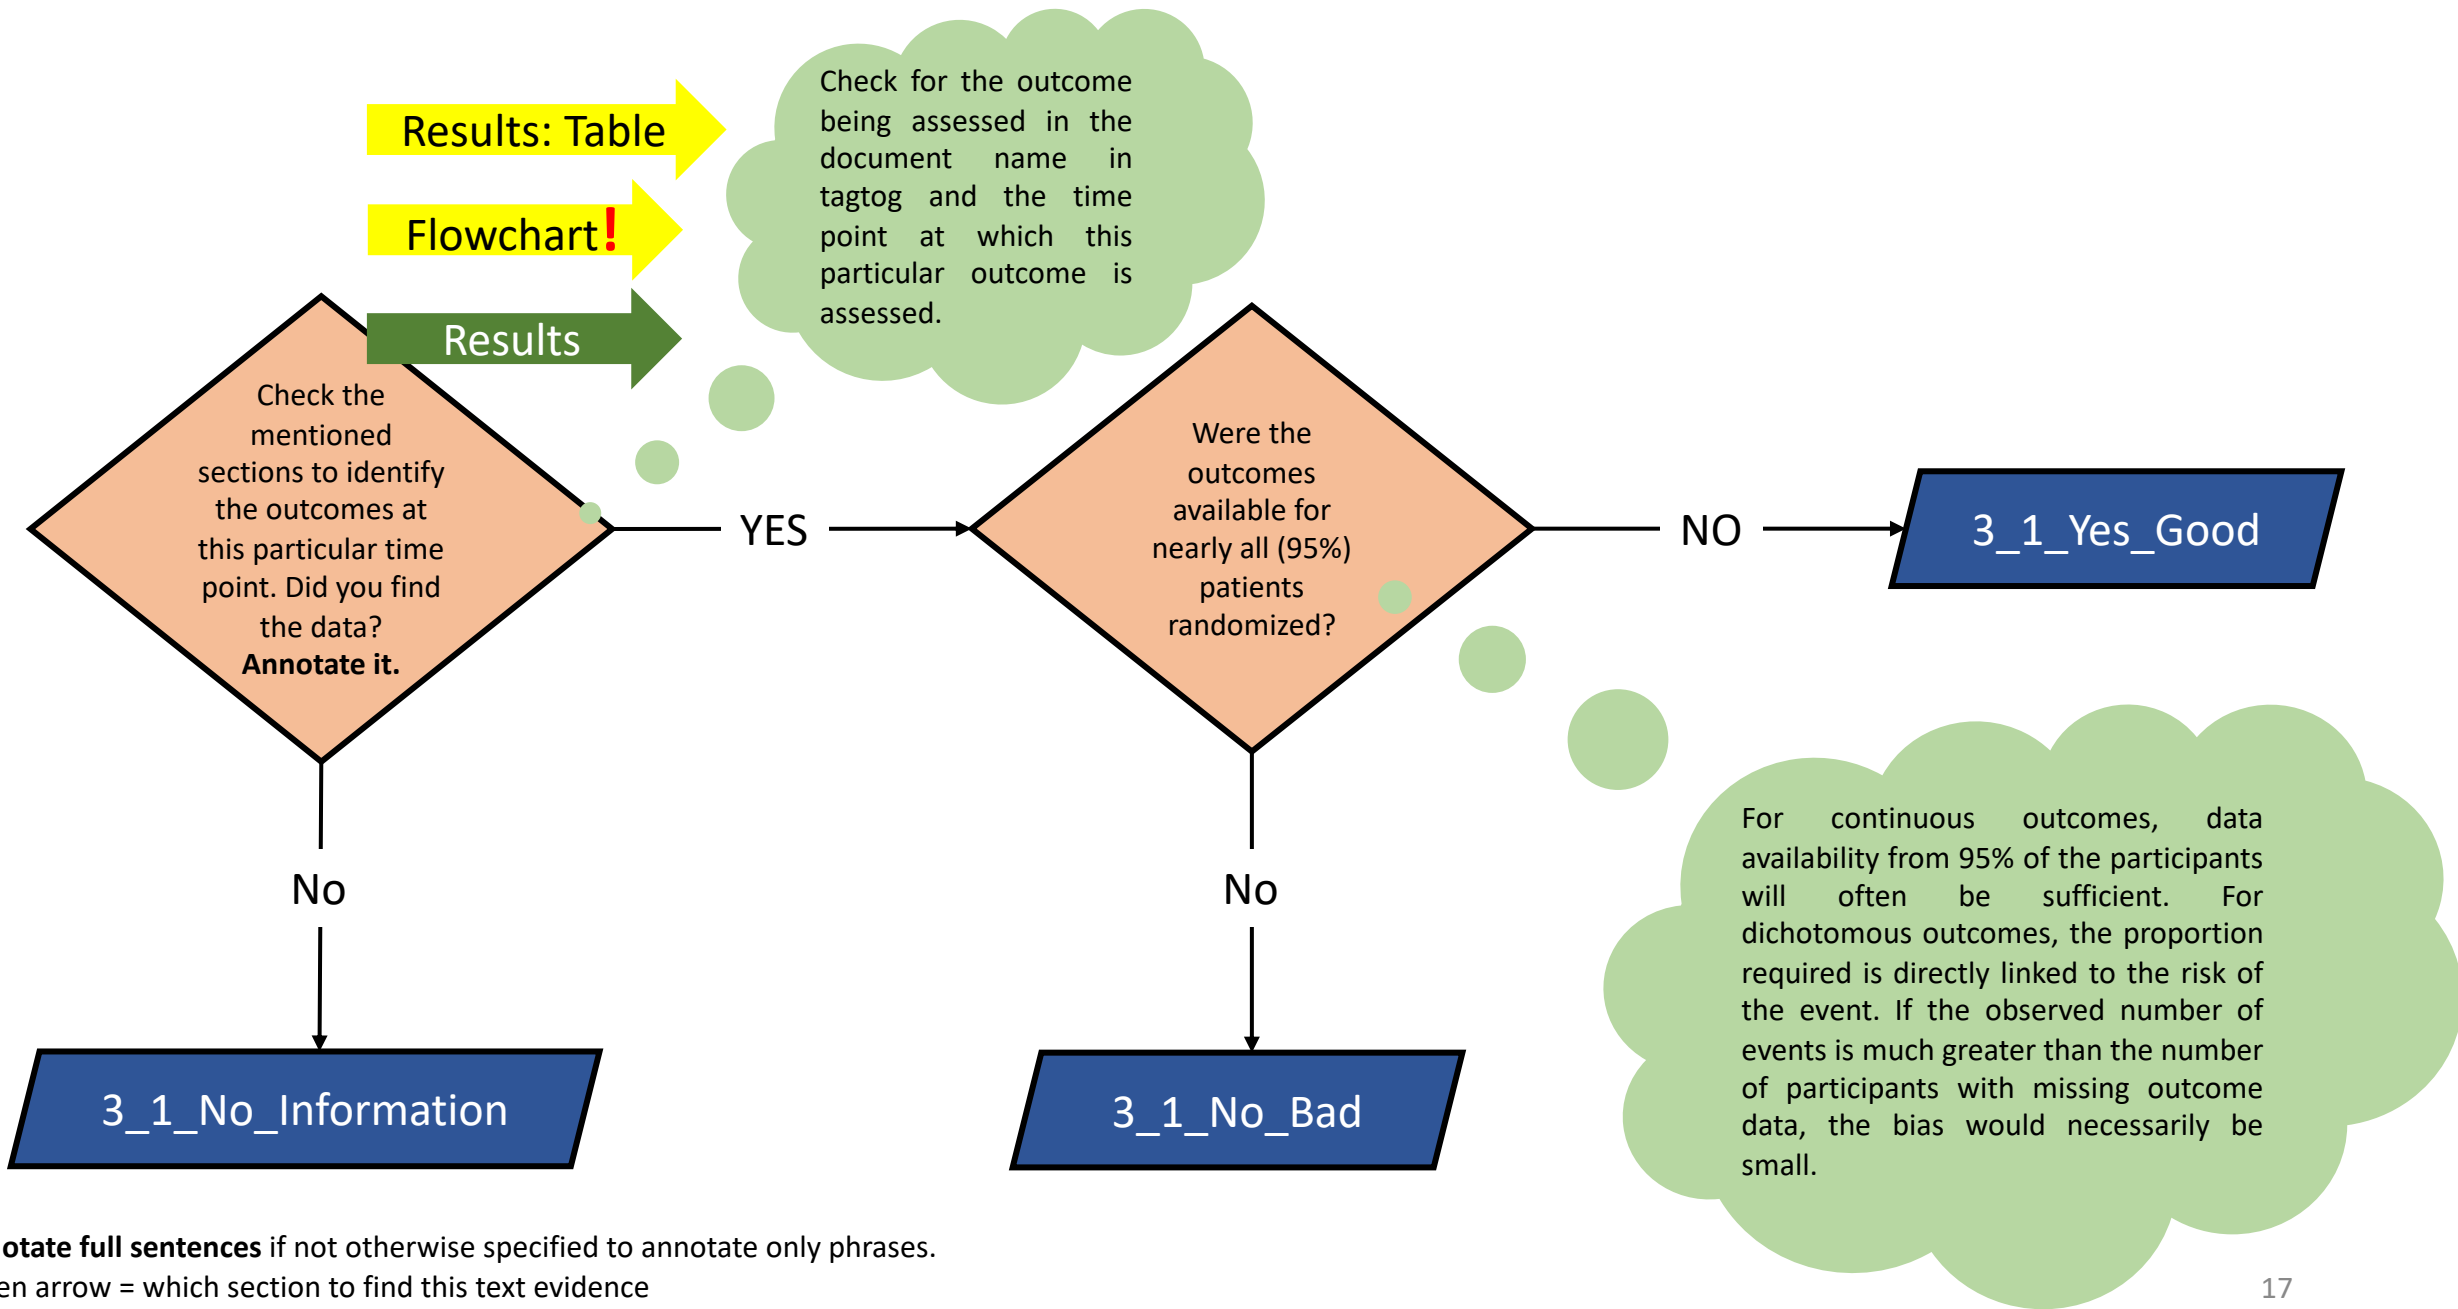 Results: Table
Flowchart!
Results
Check for the outcome
being assessed in the
document name in
tagtog and the time
point at which this
particular outcome is
assessed.
Check the
mentioned
sections to identify
the outcomes at
this particular time
point. Did you find
the data?
Annotate it.
YES
Were the
outcomes
available for
nearly all (95%)
patients
randomized?
NO
3_1_Yes_Good
No
No
3_1_No_Information
3_1_No_Bad
For continuous outcomes, data
availability from 95% of the participants
will often be sufficient. For
dichotomous outcomes, the proportion
required is directly linked to the risk of
the event. If the observed number of
events is much greater than the number
of participants with missing outcome
data, the bias would necessarily be
small.
otate full sentences if not otherwise specified to annotate only phrases.
en arrow = which section to find this text evidence
17